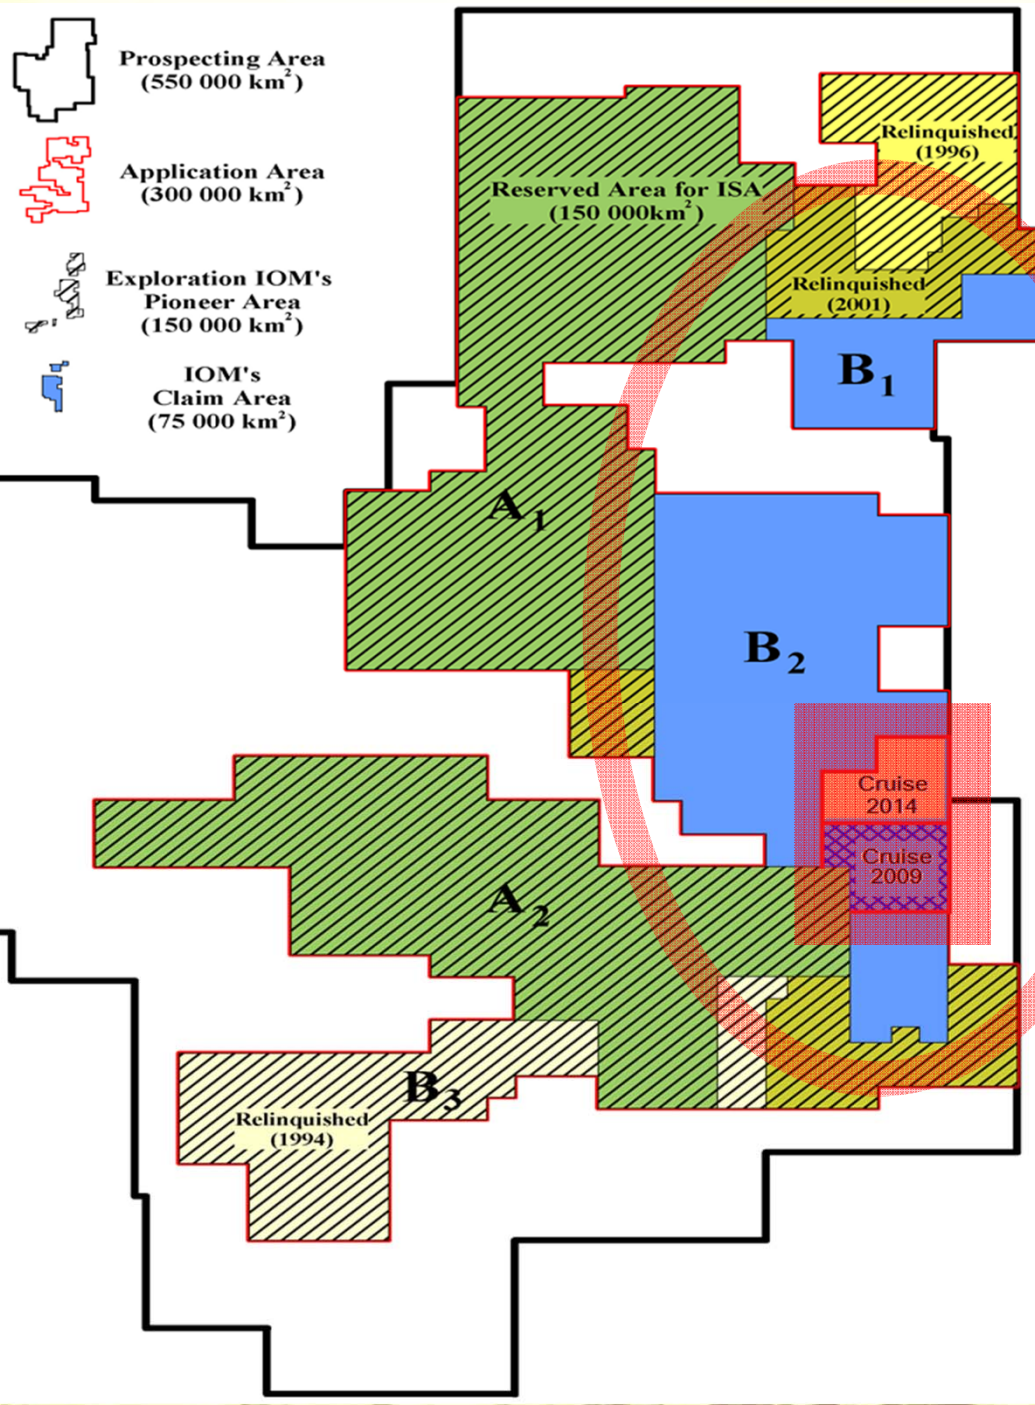 Prospecting Area
(550 000 km²)
Application Area
(300 000 km²)
Exploration IOM's
Pioneer Area
(150 000 km²)
IOM's
Claim Area
(75 000 km²)
Relinquished
(1996)
Reserved Area for ISA
(150 000km²)
Relinquished
(2001)
B₁
A₁
B₂
Cruise
2014
Cruise
2009
A₂
B₃
Relinquished
(1994)